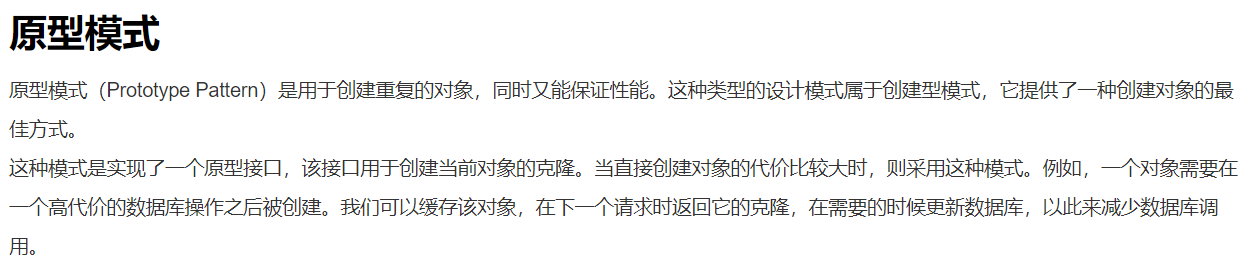 原型模式
原型模式（Prototype Pattern）是用于创建重复的对象，同时又能保证性能。这种类型的设计模式属于创建型模式，它提供了一种创建对象的最
佳方式。
这种模式是实现了一个原型接口，该接口用于创建当前对象的克隆。当直接创建对象的代价比较大时，则采用这种模式。例如，一个对象需要在
一个高代价的数据库操作之后被创建。我们可以缓存该对象，在下一个请求时返回它的克隆，在需要的时候更新数据库，以此来减少数据库调
用。